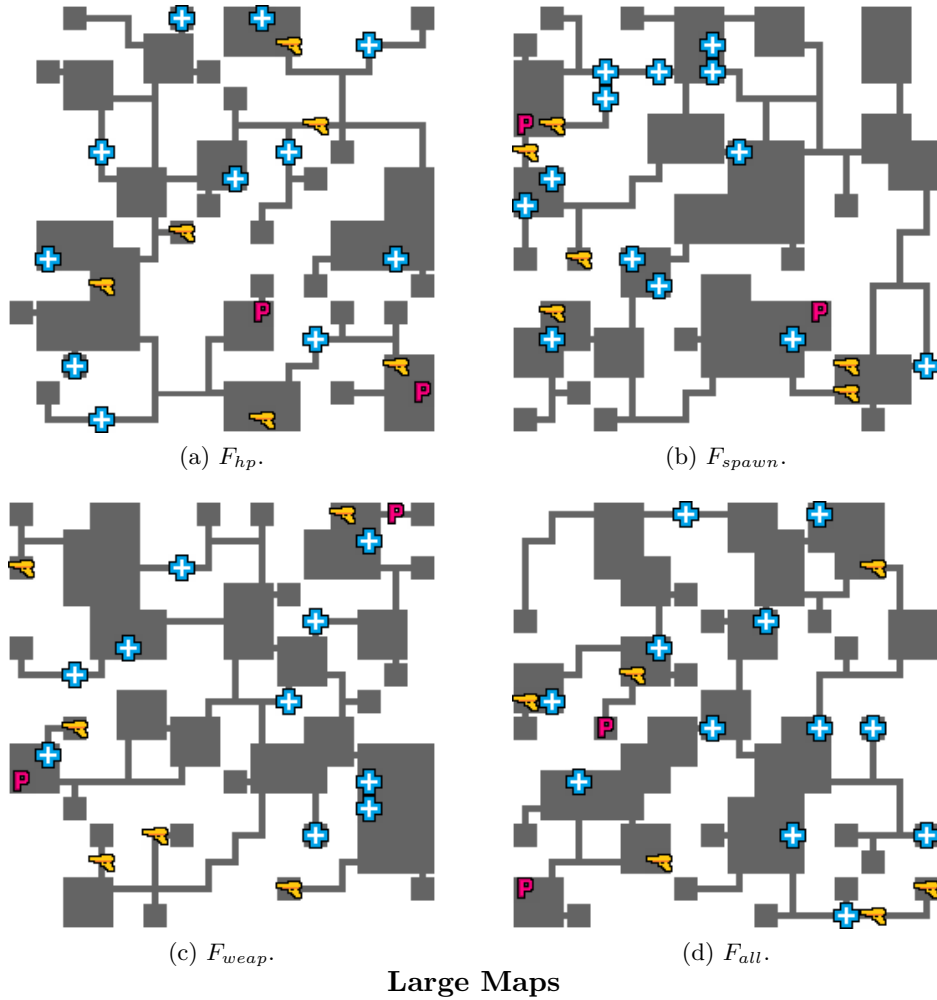 P
P
P
P
(a) F_hp.
(b) F_spawn.
P
P
P
P
(c) F_weap.
(d) F_all.
Large Maps